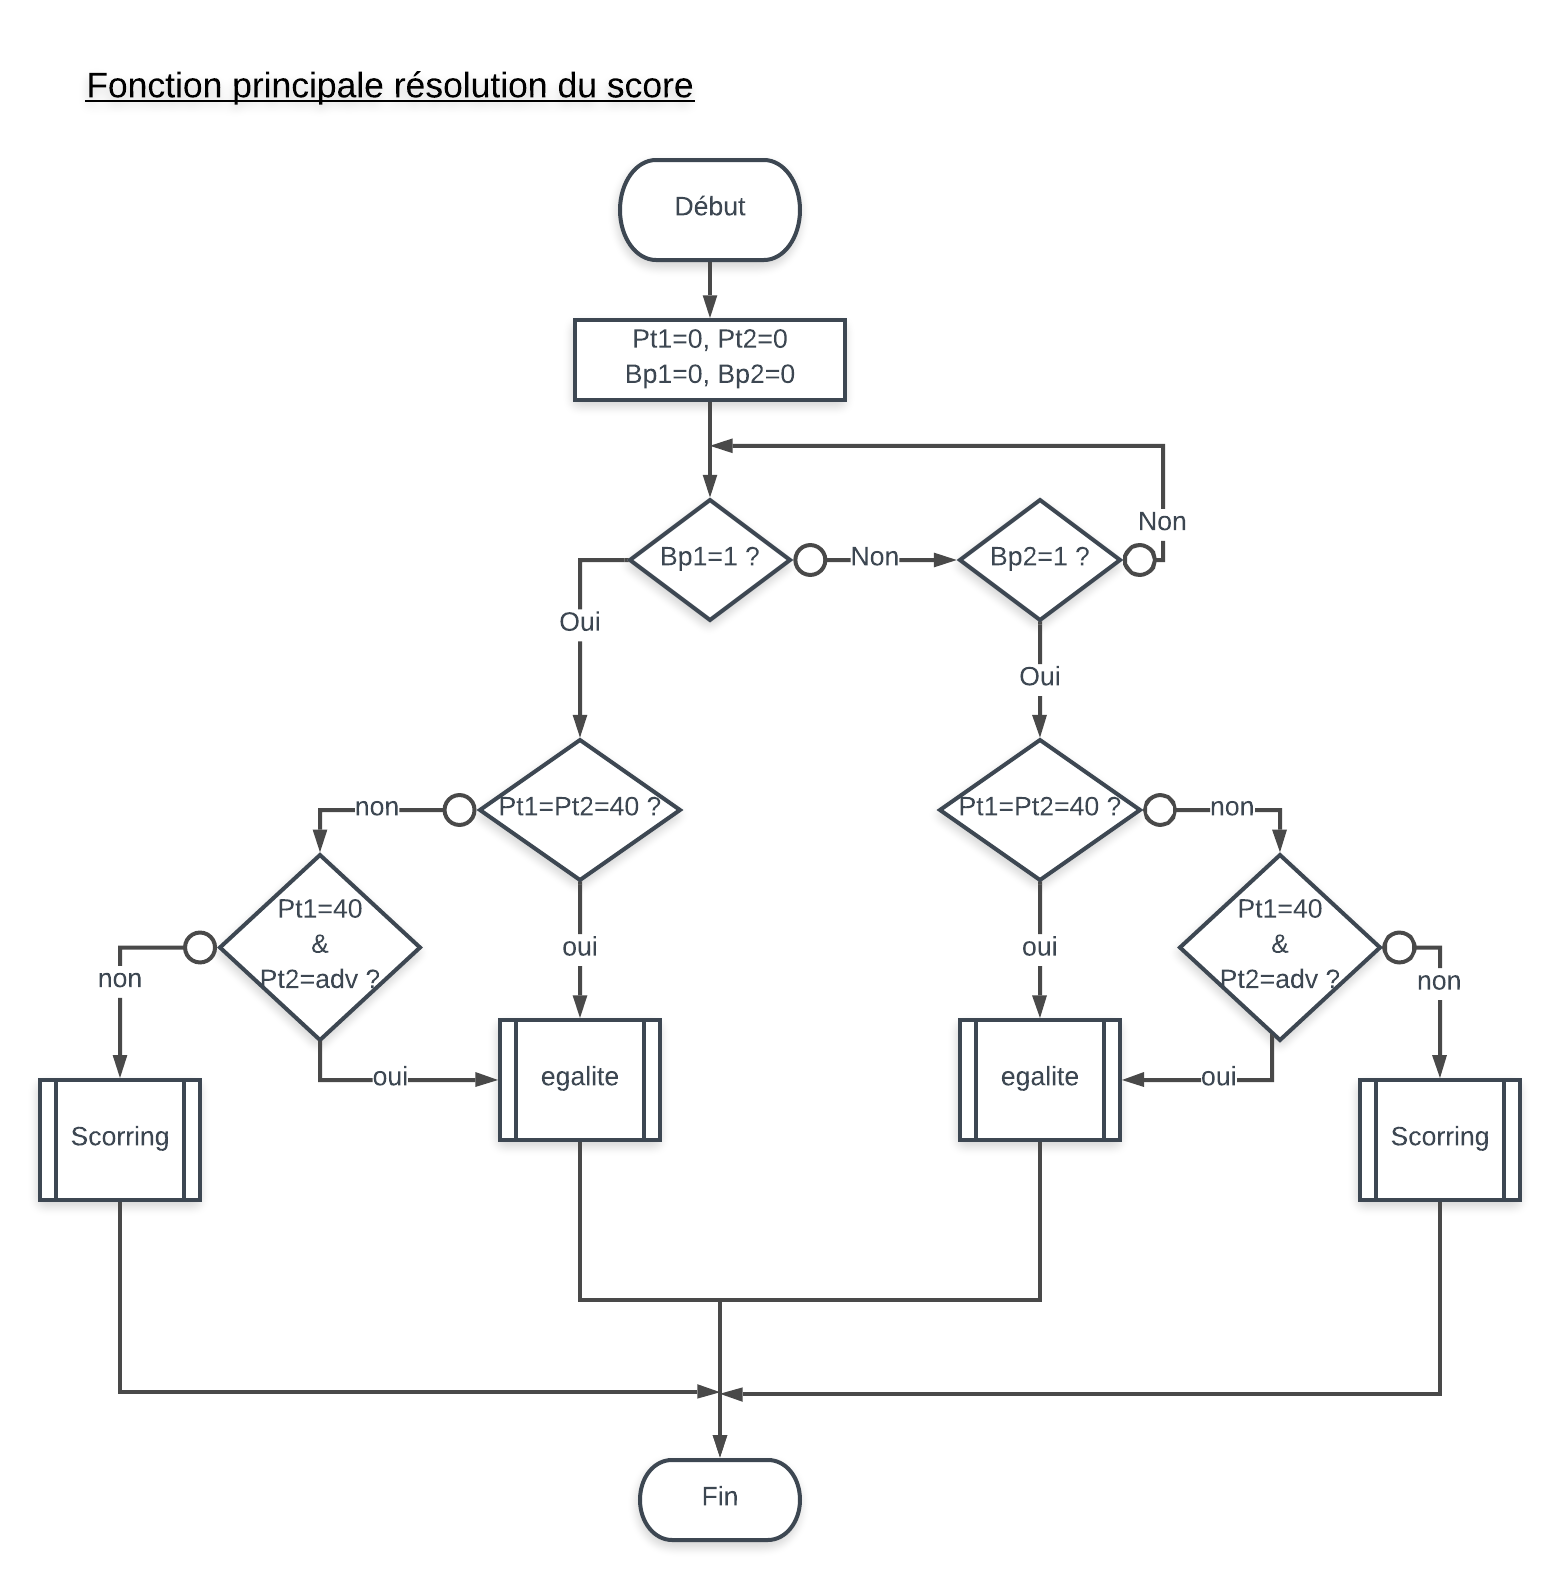 Fonction principale résolution du score
Début
Pt1=0, Pt2=0
Bp1=0, Bp2=0
Bp1=1 ?
Non
Bp2=1 ?
Non
Oui
Oui
non
Pt1=Pt2=40 ?
Pt1=Pt2=40 ?
non
Pt1=40
&
Pt2=adv ?
Pt1=40
&
Pt2=adv ?
non
oui
oui
non
oui
egalite
egalite
oui
Scorring
Scorring
Fin